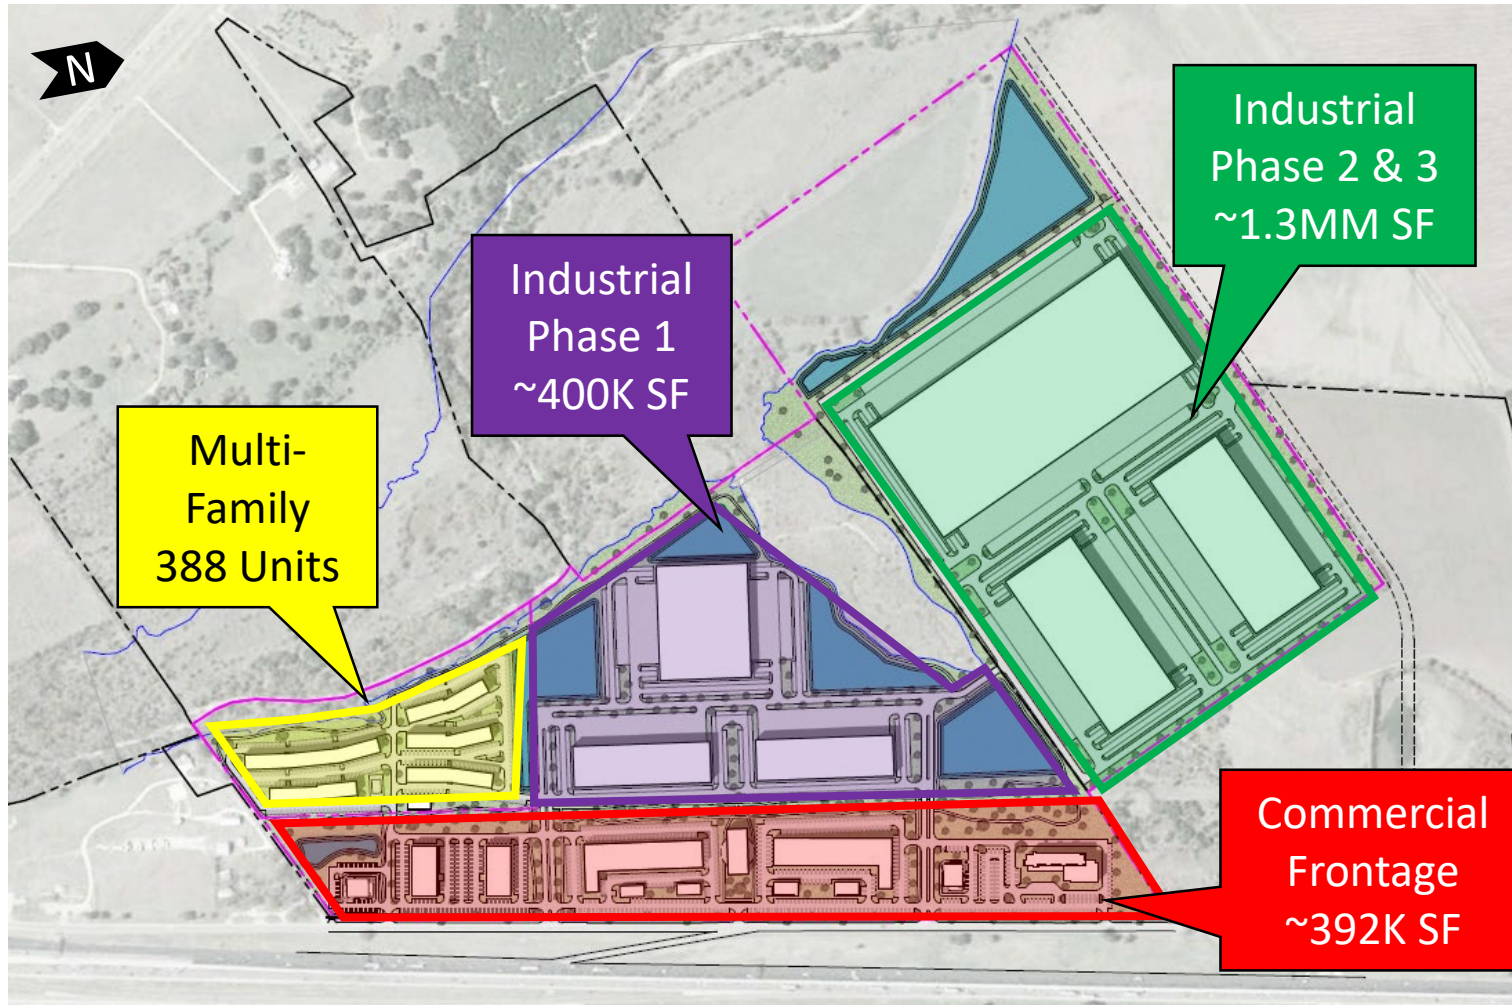 N
Industrial
Phase 2 & 3
~1.3MM SF
Industrial
Phase 1
~400K SF
Multi-
Family
388 Units
Commercial
Frontage
~392K SF